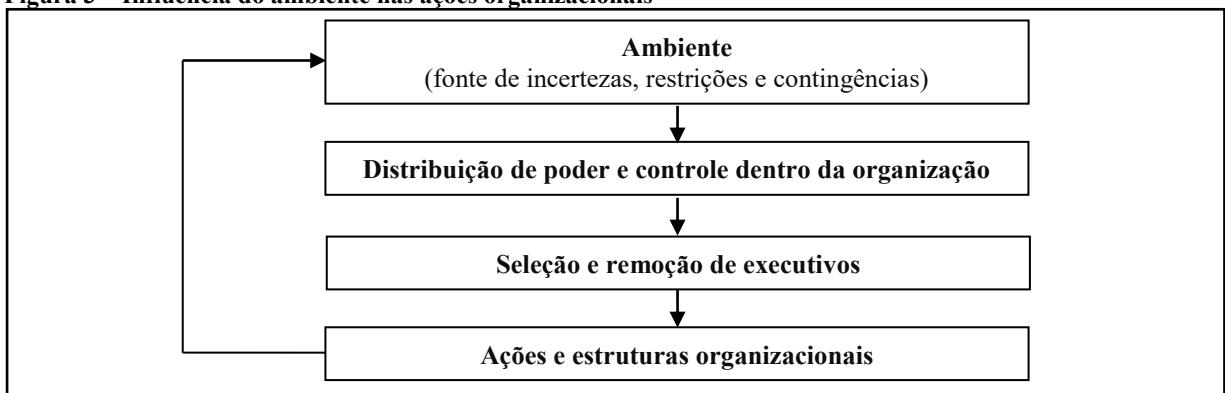 Figura 3 – Influência do ambiente nas ações organizacionais
Ambiente
(fonte de incertezas, restrições e contingências)
Distribuição de poder e controle dentro da organização
Seleção e remoção de executivos
Ações e estruturas organizacionais